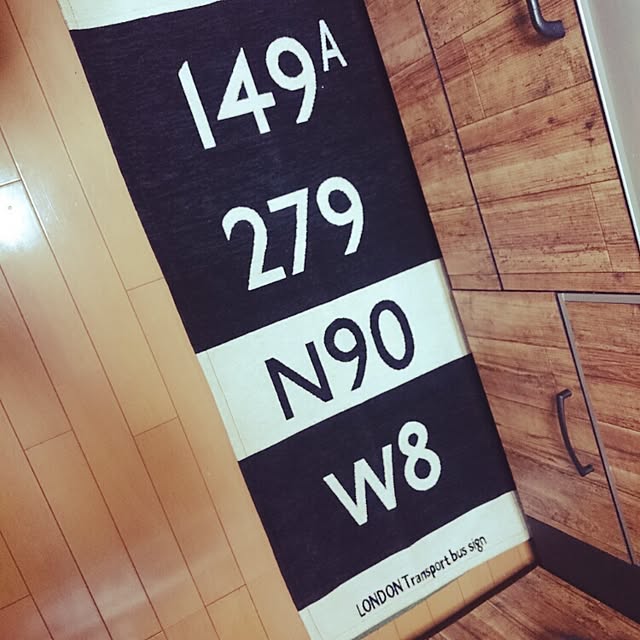 149A
279
N90
W8
LONDON Transport bus sign